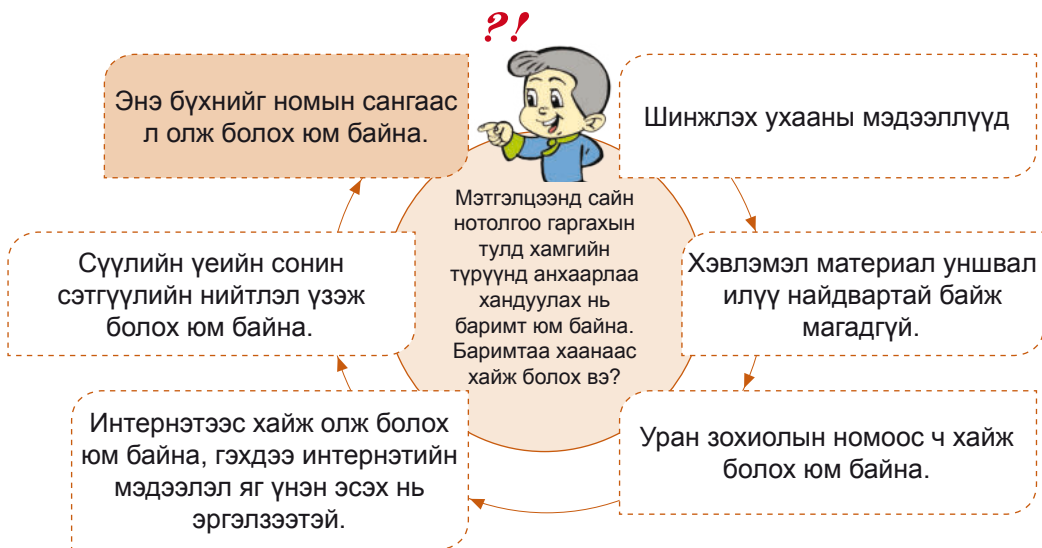 ?!
Мэтгэлцээнд сайн
нотолгоо гаргахын
тулд хамгийн
түрүүнд анхаарлаа
хандуулах нь
баримт юм байна.
Баримтаа хаанаас
хайж болох вэ?
Шинжлэх ухааны мэдээллүүд
Хэвлэмэл материал уншвал
илүү найдвартай байж
магадгүй.
Уран зохиолын номоос ч хайж
болох юм байна.
Интернэтээс хайж олж болох
юм байна, гэхдээ интернэтийн
мэдээлэл яг үнэн эсэх нь
эргэлзээтэй.
Сүүлийн үеийн сонин
сэтгүүлийн нийтлэл үзэж
болох юм байна.
Энэ бүхнийг номын сангаас
л олж болох юм байна.